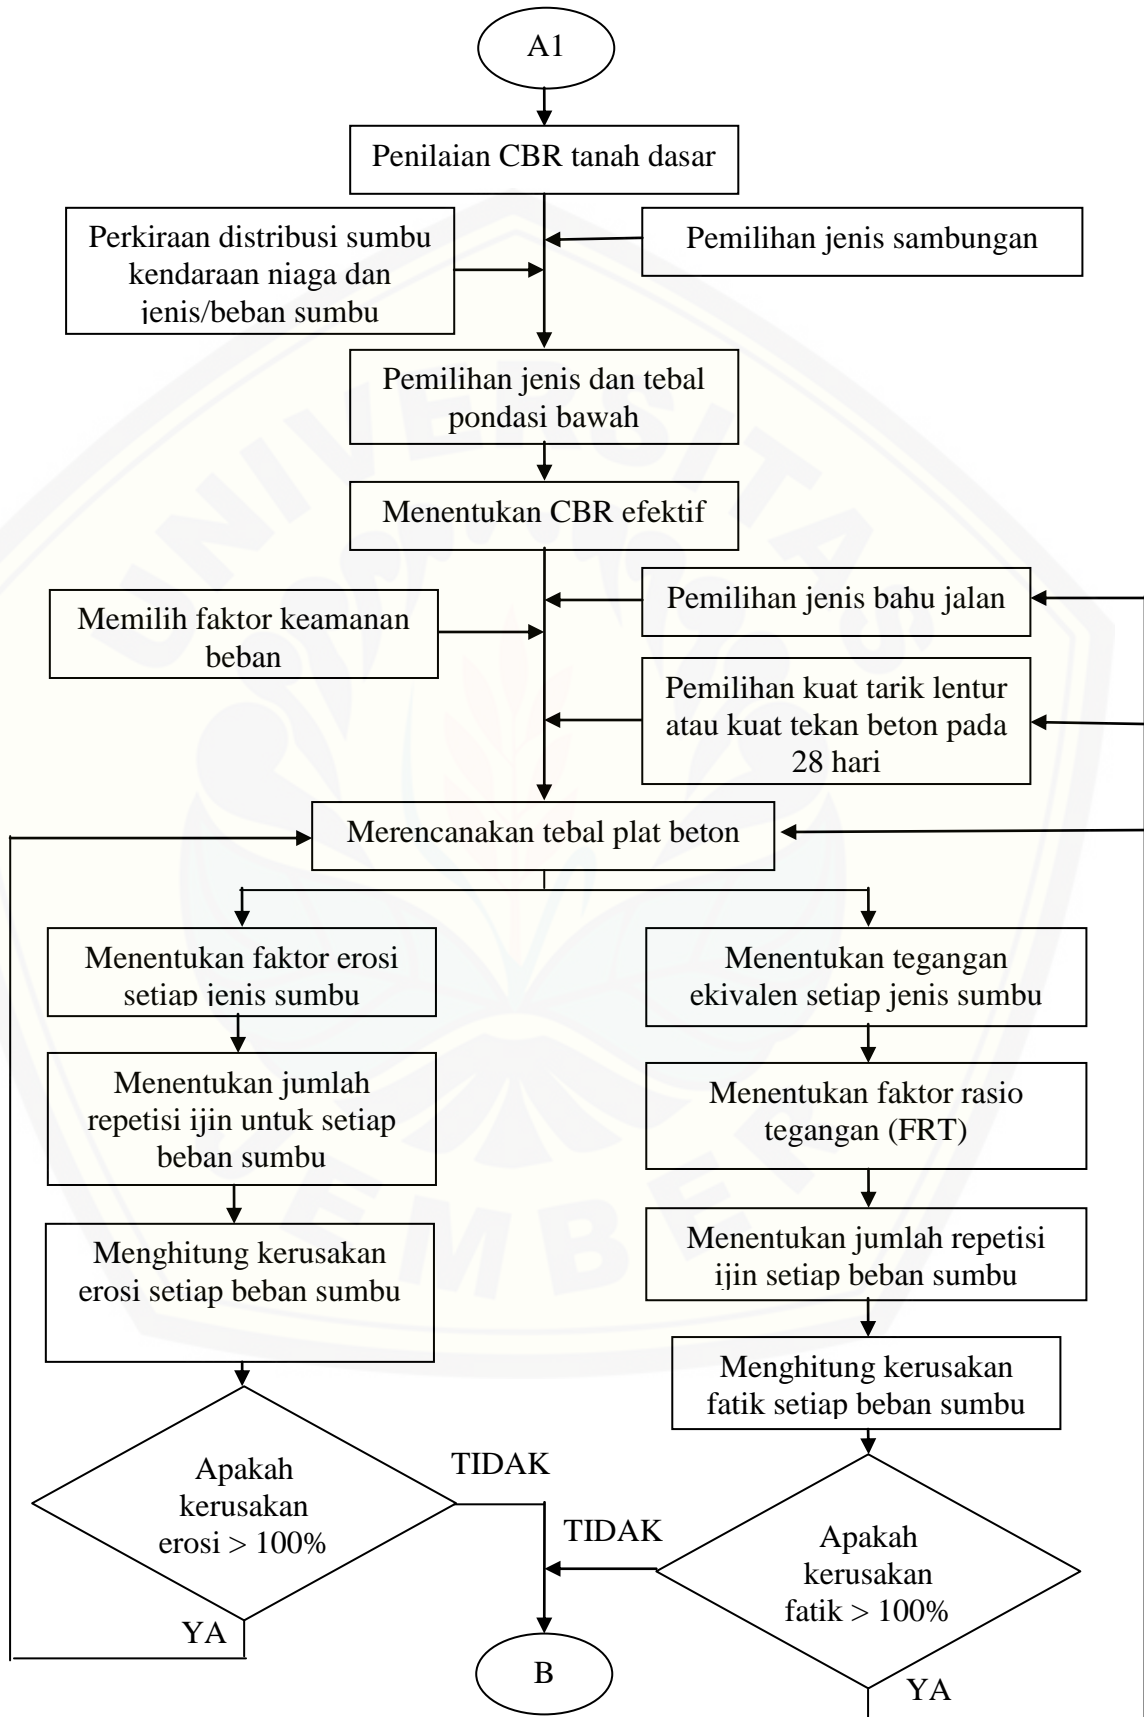 A1
Penilaian CBR tanah dasar
Perkiraan distribusi sumbu
kendaraan niaga dan
jenis/beban sumbu
Pemilihan jenis sambungan
Pemilihan jenis dan tebal
pondasi bawah
Menentukan CBR efektif
Memilih faktor keamanan
beban
Pemilihan jenis bahu jalan
Pemilihan kuat tarik lentur
atau kuat tekan beton pada
28 hari
Merencanakan tebal plat beton
Menentukan faktor erosi
setiap jenis sumbu
Menentukan tegangan
ekivalen setiap jenis sumbu
Menentukan jumlah
repetisi ijin untuk setiap
beban sumbu
Menentukan faktor rasio
tegangan (FRT)
Menghitung kerusakan
erosi setiap beban sumbu
Menentukan jumlah repetisi
ijin setiap beban sumbu
Menghitung kerusakan
fatik setiap beban sumbu
Apakah
kerusakan
erosi > 100%
TIDAK
TIDAK
Apakah
kerusakan
fatik > 100%
YA
B
YA
UNIVERSITAS
JEMBER